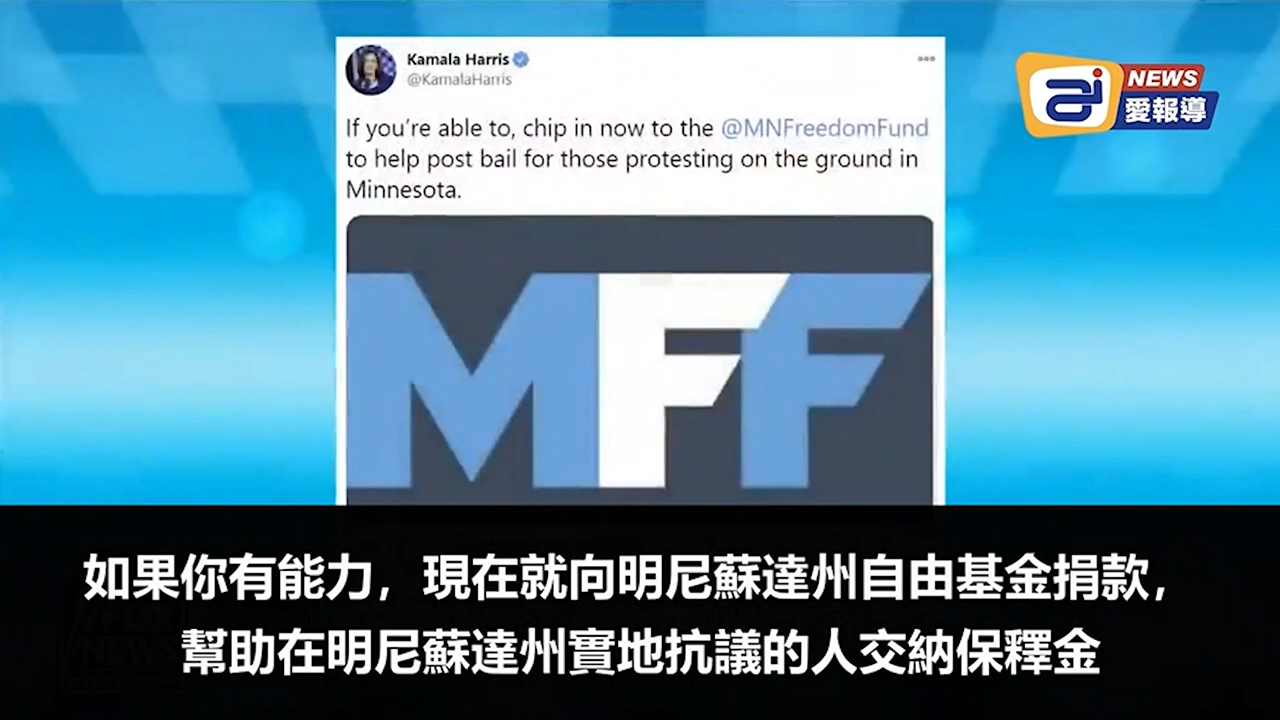 Kamala Harris
@KamalaHarris
NEWS
愛報導
If you're able to, chip in now to the @MNFreedomFund
to help post bail for those protesting on the ground in
Minnesota.
MFF
如果你有能力，現在就向明尼蘇達州自由基金捐款，
幫助在明尼蘇達州實地抗議的人交納保釋金